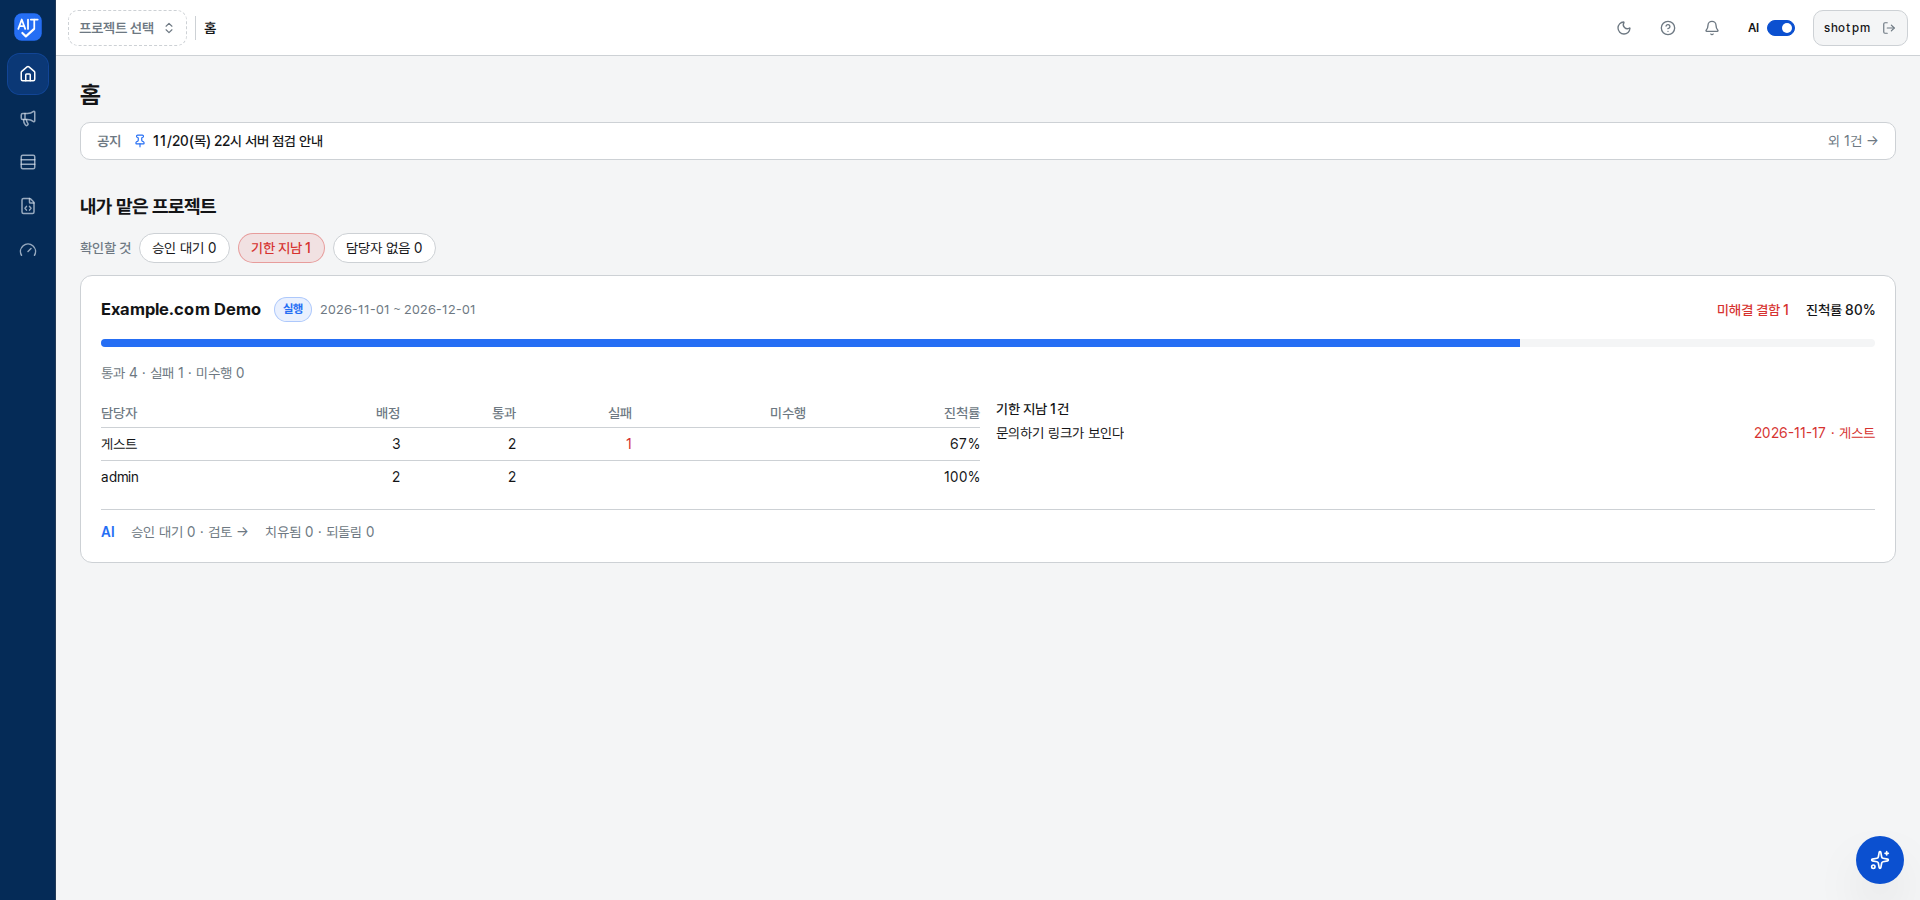 AIT
프로젝트 선택
홈
AI
shotpm
홈
공지 11/20(목) 22시 서버 점검 안내
외 1건 →
내가 맡은 프로젝트
확인할 것 승인 대기 0 기한 지남 1 담당자 없음 0
Example.com Demo 실행 2026-11-01 ~ 2026-12-01
미해결 결함 1 진척률 80%
통과 4 · 실패 1 · 미수행 0
담당자 배정 통과 실패 미수행 진척률
게스트 3 2 1 67%
admin 2 2 100%
기한 지남 1건
문의하기 링크가 보인다 2026-11-17 · 게스트
AI 승인 대기 0 · 검토 → 치유됨 0 · 되돌림 0